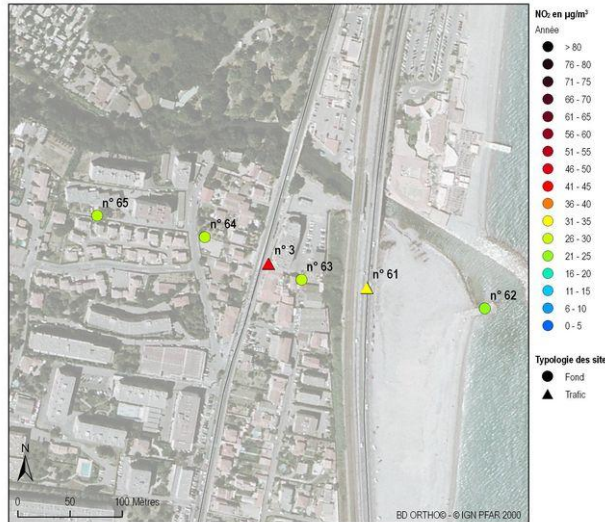 NO₂ en µg/m³
Année
> 80
76 - 80
71 - 75
66 - 70
61 - 65
56 - 60
51 - 55
46 - 50
41 - 45
36 - 40
31 - 35
26 - 30
21 - 25
16 - 20
11 - 15
6 - 10
0 - 5
Typologie des site
Fond
Trafic
n° 65
n° 64
n° 3
n° 63
n° 61
n° 62
N
0 50 100 Mètres
BD ORTHO© - © IGN PFAR 2000